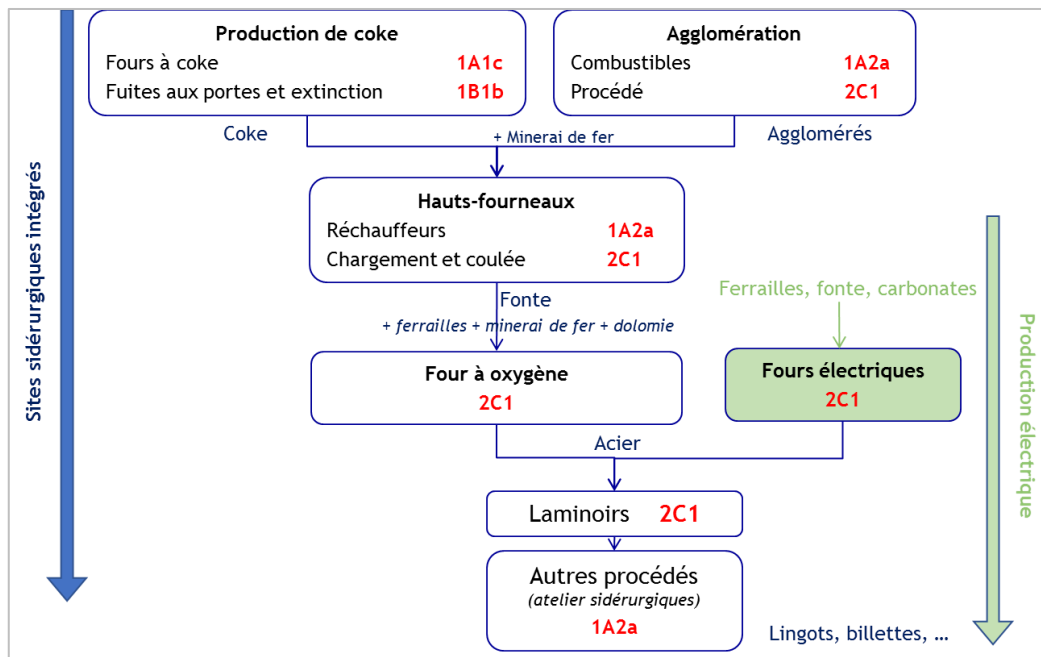 Production de coke
Fours à coke 1A1c
Fuites aux portes et extinction 1B1b
Agglomération
Combustibles 1A2a
Procédé 2C1
Coke
+ Minerai de fer
Agglomérés
Sites sidérurgiques intégrés
Hauts-fourneaux
Réchauffeurs 1A2a
Chargement et coulée 2C1
Fonte
+ ferrailles + minerai de fer + dolomie
Ferrailles, fonte, carbonates
Production électrique
Four à oxygène
2C1
Fours électriques
2C1
Acier
Laminoirs 2C1
Autres procédés
(atelier sidérurgiques)
1A2a
Lingots, billettes, ...